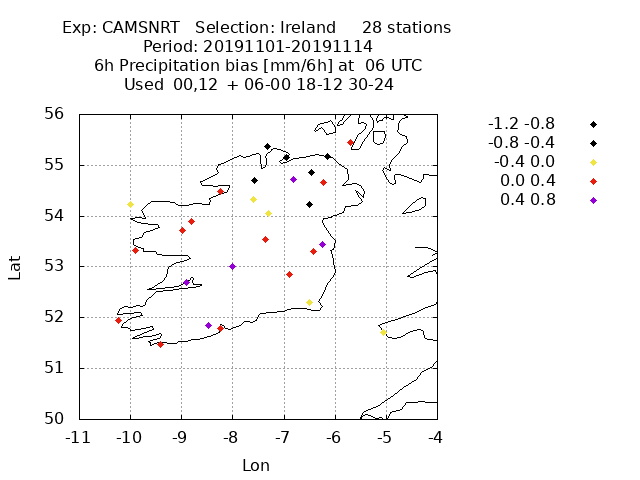 Exp: CAMSNRT   Selection: Ireland     28 stations
Period: 20191101-20191114
6h Precipitation bias [mm/6h] at  06 UTC
Used  00,12  + 06-00 18-12 30-24
-1.2 -0.8
-0.8 -0.4
-0.4 0.0
0.0 0.4
0.4 0.8
56
55
54
53
52
51
50
Lat
-11 -10 -9 -8 -7 -6 -5 -4
Lon